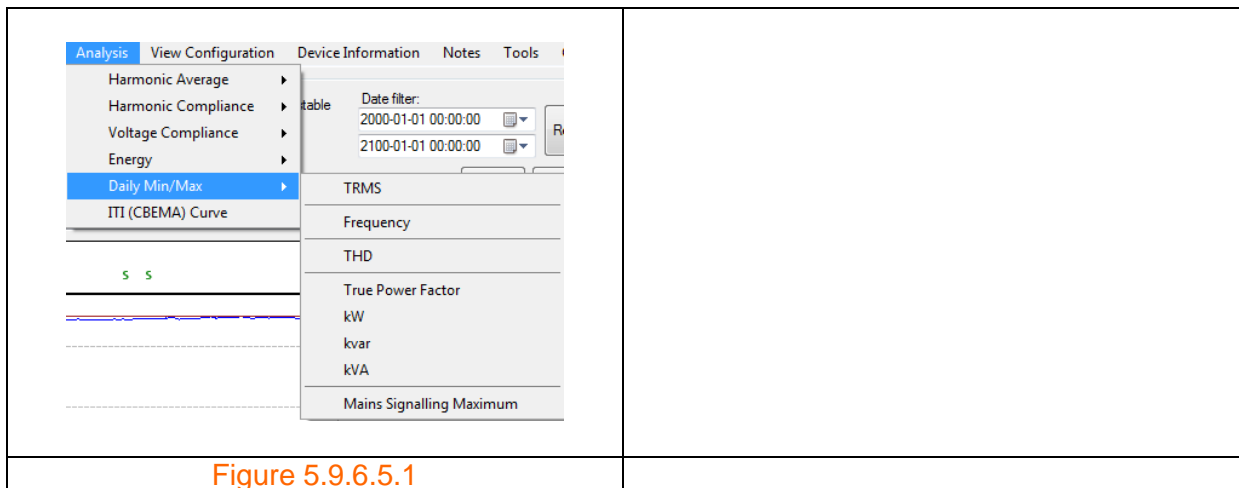 Analysis View Configuration Device Information Notes Tools
Harmonic Average
Harmonic Compliance
Voltage Compliance
Energy
Daily Min/Max
ITI (CBEMA) Curve
Date filter:
2000-01-01 00:00:00
2100-01-01 00:00:00
TRMS
Frequency
THD
True Power Factor
kW
kvar
kVA
Mains Signalling Maximum
S S
Figure 5.9.6.5.1